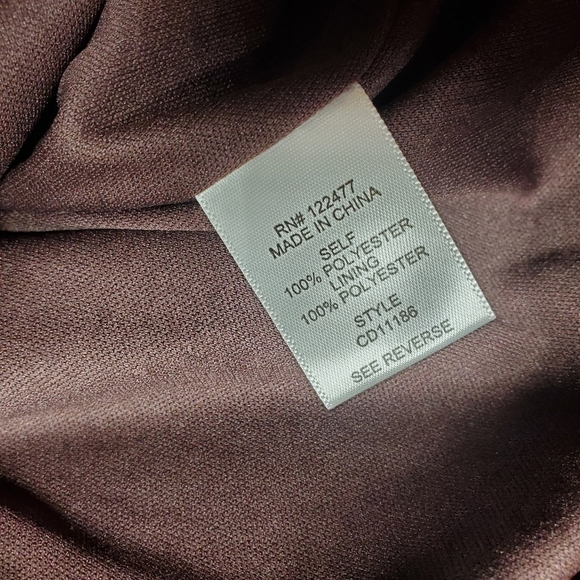 RN# 122477
MADE IN CHINA
SELF
100% POLYESTER
LINING
100% POLYESTER
STYLE
CD11186
SEE REVERSE